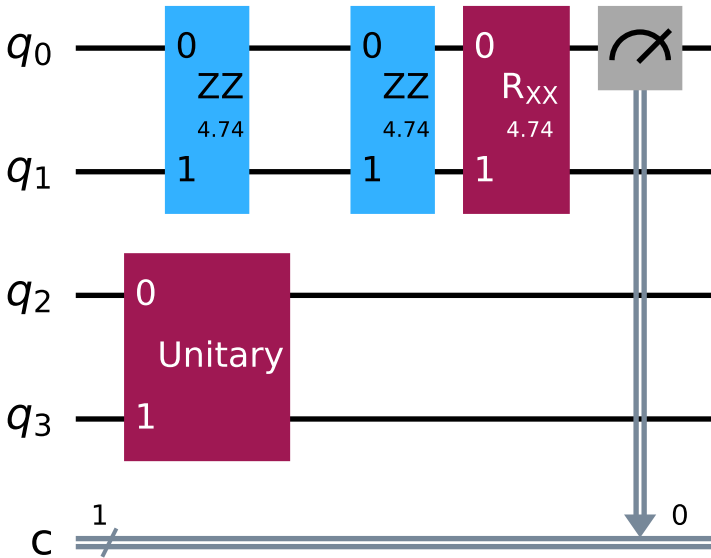 q0 0 0 0
ZZ ZZ RXX
4.74 4.74 4.74
q1 1 1 1
q2 0
Unitary
q3 1
1 0
c